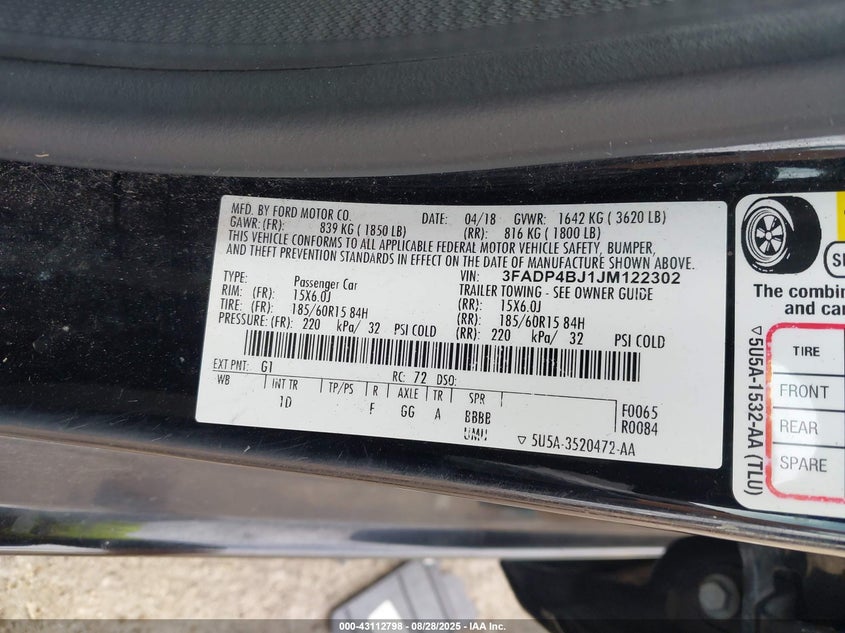 MFD. BY FORD MOTOR CO. DATE: 04/18 GVWR: 1642 KG ( 3620 LB)
GAWR: (FR): 839 KG ( 1850 LB) (RR): 816 KG ( 1800 LB)
THIS VEHICLE CONFORMS TO ALL APPLICABLE FEDERAL MOTOR VEHICLE SAFETY, BUMPER,
AND THEFT PREVENTION STANDARDS IN EFFECT ON THE DATE OF MANUFACTURE SHOWN ABOVE.
VIN: 3FADP4BJ1JM122302
TYPE: Passenger Car TRAILER TOWING - SEE OWNER GUIDE
RIM: (FR): 15X6.0J (RR): 15X6.0J
TIRE: (FR): 185/60R15 84H (RR): 185/60R15 84H
PRESSURE: (FR): 220 kPa/ 32 PSI COLD (RR): 220 kPa/ 32 PSI COLD
EXT PNT: G1 RC: 72 DSO:
WB INT TR TP/PS R AXLE TR SPR
1D F GG A BBBB
F0065
R0084
UMU
▽ 5U5A-3520472-AA
The combin
and car
TIRE
FRONT
REAR
SPARE
▽ 5U5A-1532-AA (TLU)
000-43112798 - 08/28/2025 - IAA Inc.